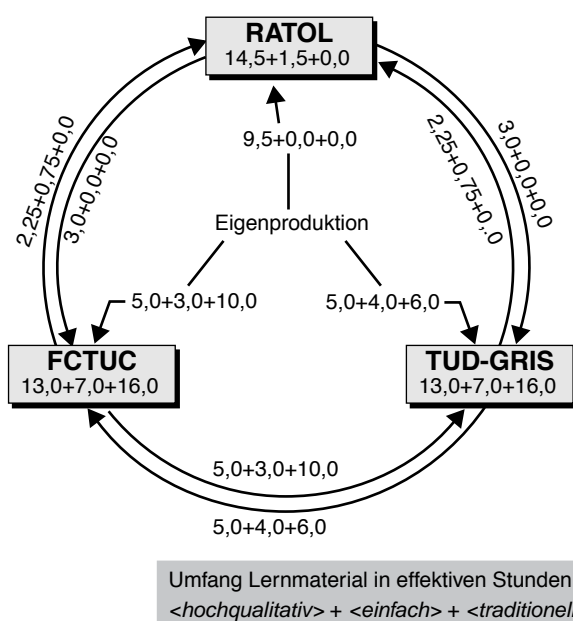 RATOL
14,5+1,5+0,0
9,5+0,0+0,0
2,25+0,75+0,0
3,0+0,0+0,0
2,25+0,75+0,.0
3,0+0,0+0,0
Eigenproduktion
5,0+3,0+10,0
5,0+4,0+6,0
FCTUC
13,0+7,0+16,0
TUD-GRIS
13,0+7,0+16,0
5,0+3,0+10,0
5,0+4,0+6,0
Umfang Lernmaterial in effektiven Stunden
<hochqualitativ> + <einfach> + <traditionell